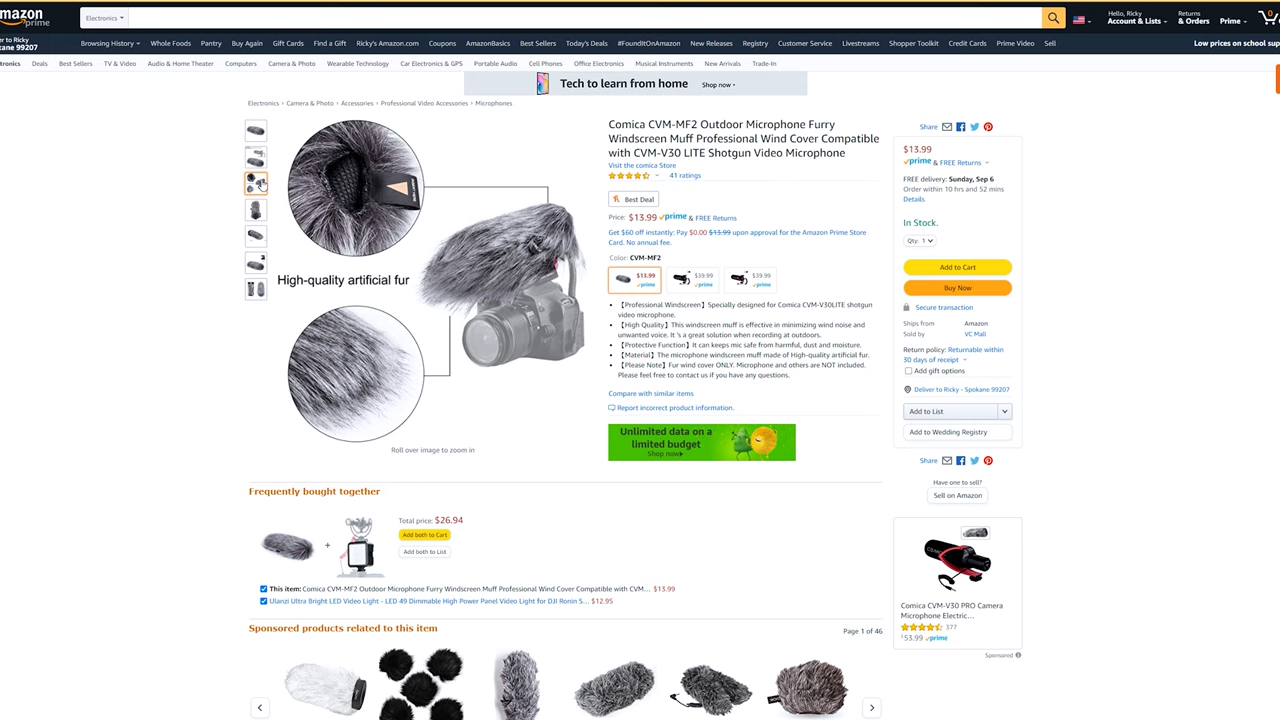 amazon
prime
Electronics
Hello, Ricky
Account & Lists
Returns
& Orders
Prime
0
er to Ricky
kane 99207
Browsing History
Whole Foods
Pantry
Buy Again
Gift Cards
Find a Gift
Ricky's Amazon.com
Coupons
AmazonBasics
Best Sellers
Today's Deals
#FoundItOnAmazon
New Releases
Registry
Customer Service
Livestreams
Shopper Toolkit
Credit Cards
Prime Video
Sell
Low prices on school sup
tronics
Deals
Best Sellers
TV & Video
Audio & Home Theater
Computers
Camera & Photo
Wearable Technology
Car Electronics & GPS
Portable Audio
Cell Phones
Office Electronics
Musical Instruments
New Arrivals
Trade-In
Tech to learn from home
Shop now
Electronics › Camera & Photo › Accessories › Professional Video Accessories › Microphones
High-quality artificial fur
Roll over image to zoom in
Comica CVM-MF2 Outdoor Microphone Furry
Windscreen Muff Professional Wind Cover Compatible
with CVM-V30 LITE Shotgun Video Microphone
Visit the comica Store
41 ratings
Best Deal
Price: $13.99 prime & FREE Returns
Get $60 off instantly: Pay $0.00 $13.99 upon approval for the Amazon Prime Store
Card. No annual fee.
Color: CVM-MF2
$13.99
prime
$39.99
prime
$39.99
prime
• 【Professional Windscreen】Specially designed for Comica CVM-V30LITE shotgun
video microphone.
• 【High Quality】This windscreen muff is effective in minimizing wind noise and
unwanted voice. It 's a great solution when recording at outdoors.
• 【Protective Function】It can keeps mic safe from harmful, dust and moisture.
• 【Material】The microphone windscreen muff made of High-quality artificial fur.
• 【Please Note】Fur wind cover ONLY. Microphone and others are NOT included.
Please feel free to contact us if you have any questions.
Compare with similar items
Report incorrect product information.
Unlimited data on a
limited budget
Shop now
Share
$13.99
prime & FREE Returns
FREE delivery: Sunday, Sep 6
Order within 10 hrs and 52 mins
Details
In Stock.
Qty: 1
Add to Cart
Buy Now
Secure transaction
Ships from Amazon
Sold by VC Mall
Return policy: Returnable within
30 days of receipt
Add gift options
Deliver to Ricky - Spokane 99207
Add to List
Add to Wedding Registry
Share
Have one to sell?
Sell on Amazon
Comica CVM-V30 PRO Camera
Microphone Electric...
377
$53.99 prime
Sponsored
Frequently bought together
+
Total price: $26.94
Add both to Cart
Add both to List
This item: Comica CVM-MF2 Outdoor Microphone Furry Windscreen Muff Professional Wind Cover Compatible with CVM... $13.99
Ulanzi Ultra Bright LED Video Light - LED 49 Dimmable High Power Panel Video Light for DJI Ronin S... $12.95
Sponsored products related to this item
Page 1 of 46